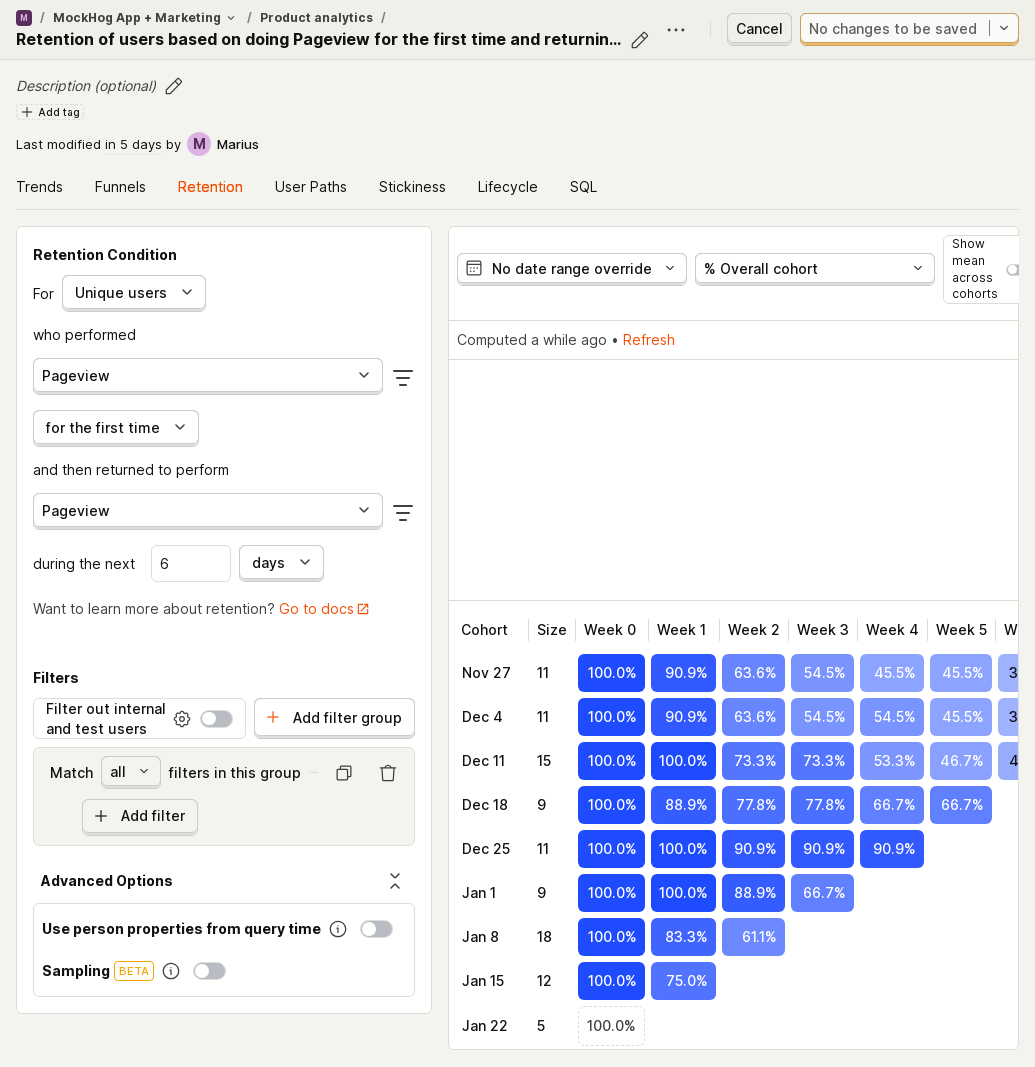 M / MockHog App + Marketing / Product analytics /
Retention of users based on doing Pageview for the first time and returnin...
Cancel
No changes to be saved
Description (optional)
Add tag
Last modified in 5 days by M Marius
Trends Funnels Retention User Paths Stickiness Lifecycle SQL
Retention Condition
For Unique users
who performed
Pageview
for the first time
and then returned to perform
Pageview
during the next 6 days
Want to learn more about retention? Go to docs
Filters
Filter out internal
and test users
Add filter group
Match all filters in this group
Add filter
Advanced Options
Use person properties from query time
Sampling BETA
No date range override
% Overall cohort
Show
mean
across
cohorts
Computed a while ago • Refresh
Cohort Size Week 0 Week 1 Week 2 Week 3 Week 4 Week 5 W
Nov 27 11 100.0% 90.9% 63.6% 54.5% 45.5% 45.5% 3
Dec 4 11 100.0% 90.9% 63.6% 54.5% 54.5% 45.5% 3
Dec 11 15 100.0% 100.0% 73.3% 73.3% 53.3% 46.7% 4
Dec 18 9 100.0% 88.9% 77.8% 77.8% 66.7% 66.7%
Dec 25 11 100.0% 100.0% 90.9% 90.9% 90.9%
Jan 1 9 100.0% 100.0% 88.9% 66.7%
Jan 8 18 100.0% 83.3% 61.1%
Jan 15 12 100.0% 75.0%
Jan 22 5 100.0%